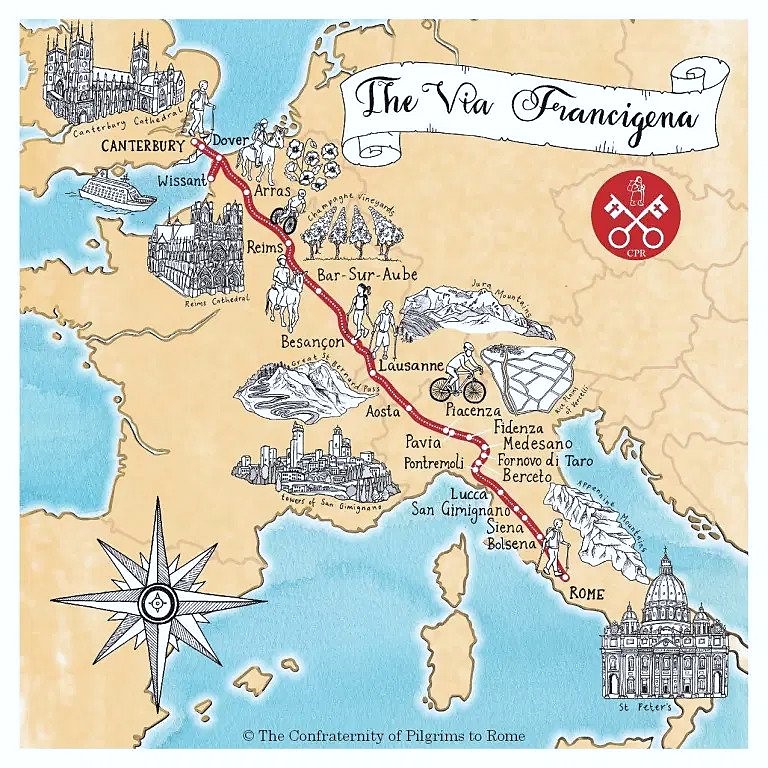 The Via Francigena
Canterbury Cathedral
CANTERBURY
Dover
Wissant
Arras
Champagne Vineyards
CPR
Reims
Reims Cathedral
Bar-Sur-Aube
Jura Mountains
Besançon
Lausanne
Great St Bernard Pass
Rice Plains
of Vercelli
Aosta
Piacenza
Fidenza
Pavia
Medesano
Pontremoli
Fornovo di Taro
Berceto
Towers of San Gimignano
Lucca
San Gimignano
Appennini Mountains
Siena
Bolsena
ROME
St Peter's
© The Confraternity of Pilgrims to Rome